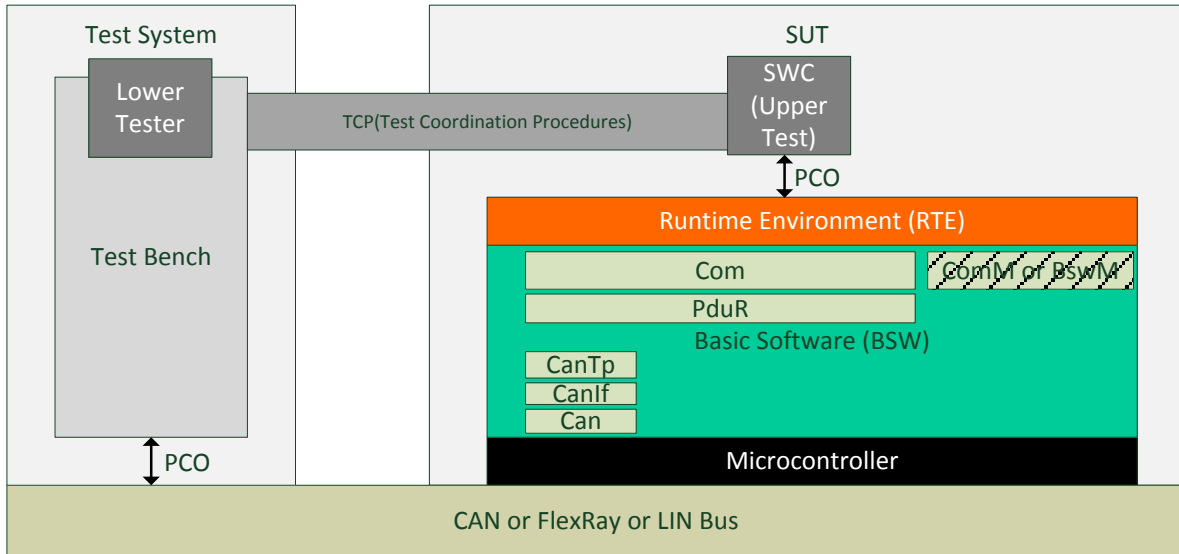 Test System
Lower
Tester
Test Bench
PCO
TCP(Test Coordination Procedures)
SUT
SWC
(Upper
Test)
PCO
Runtime Environment (RTE)
Com
ComM or BswM
PduR
Basic Software (BSW)
CanTp
CanIf
Can
Microcontroller
CAN or FlexRay or LIN Bus